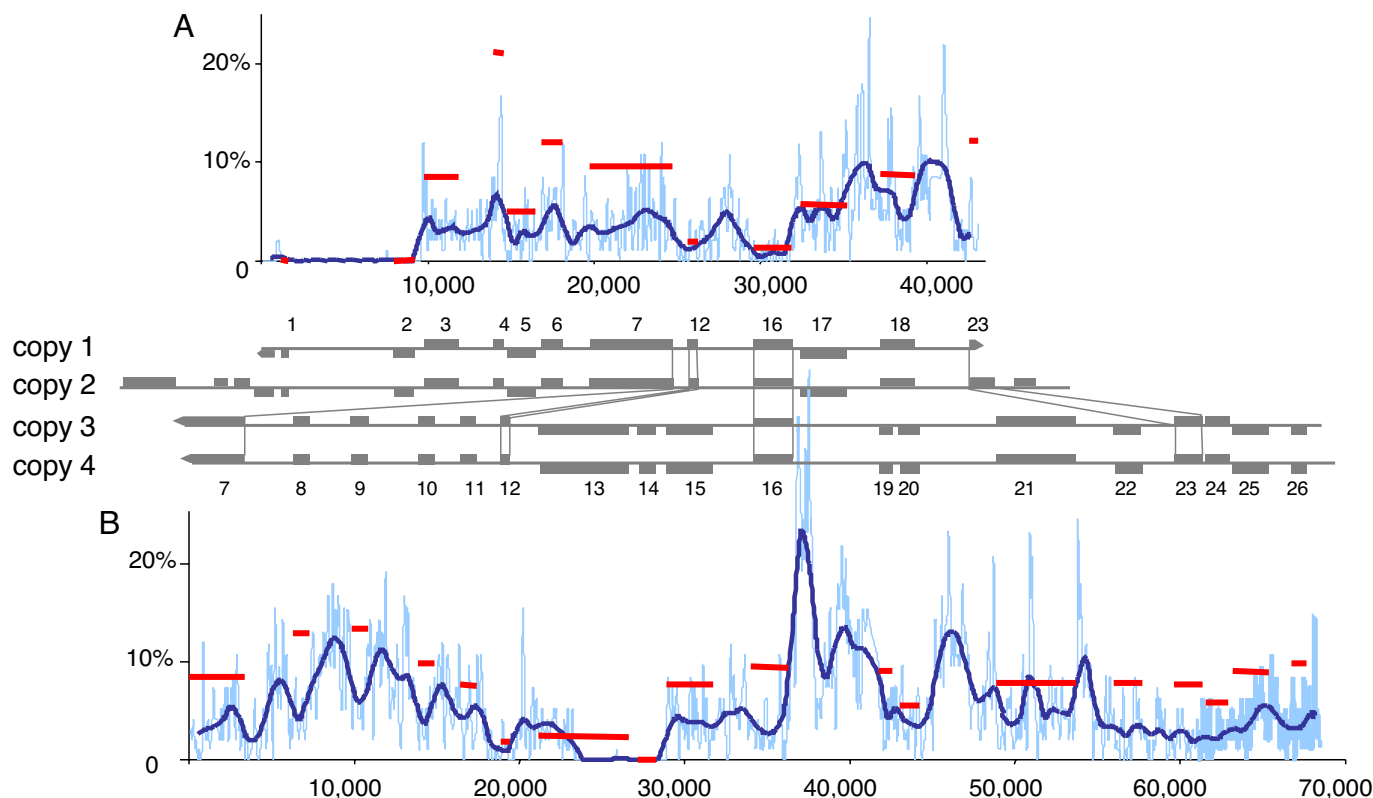 A
20%
10%
0
10,000 20,000 30,000 40,000
1 2 3 4 5 6 7 12 16 17 18 23
copy 1
copy 2
copy 3
copy 4
7 8 9 10 11 12 13 14 15 16 19 20 21 22 23 24 25 26
B
20%
10%
0
10,000 20,000 30,000 40,000 50,000 60,000 70,000